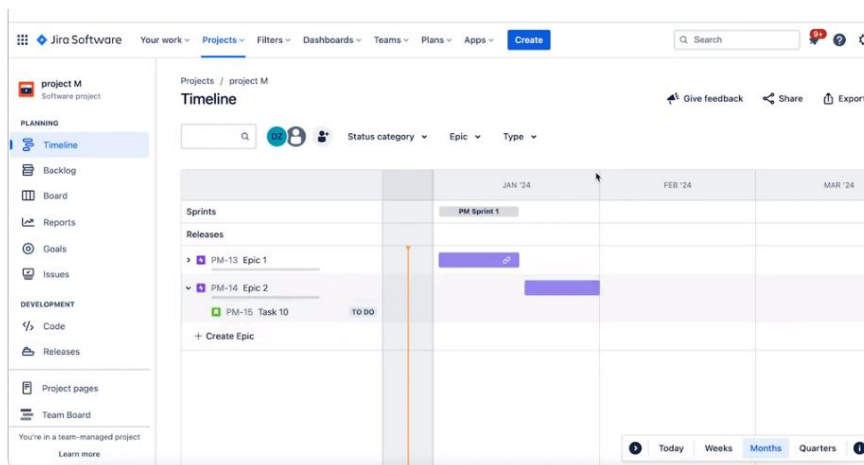 Jira Software Your work Projects Filters Dashboards Teams Plans Apps Create Search 9+
project M
Software project
PLANNING
Timeline
Backlog
Board
Reports
Goals
Issues
DEVELOPMENT
Code
Releases
Project pages
Team Board
You're in a team-managed project
Learn more
Projects / project M
Timeline
Give feedback Share Export
DZ Status category Epic Type
JAN '24 FEB '24 MAR '24
Sprints PM Sprint 1
Releases
PM-13 Epic 1
PM-14 Epic 2
PM-15 Task 10 TO DO
+ Create Epic
Today Weeks Months Quarters